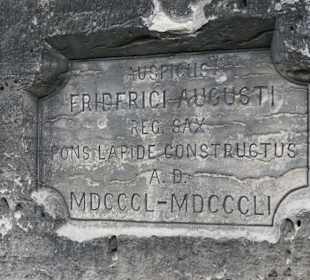 AUSPICIIS
FRIDERICI AUGUSTI
REG. SAX.
PONS LAPIDE CONSTRUCTUS
A. D.
MDCCCL–MDCCCLI